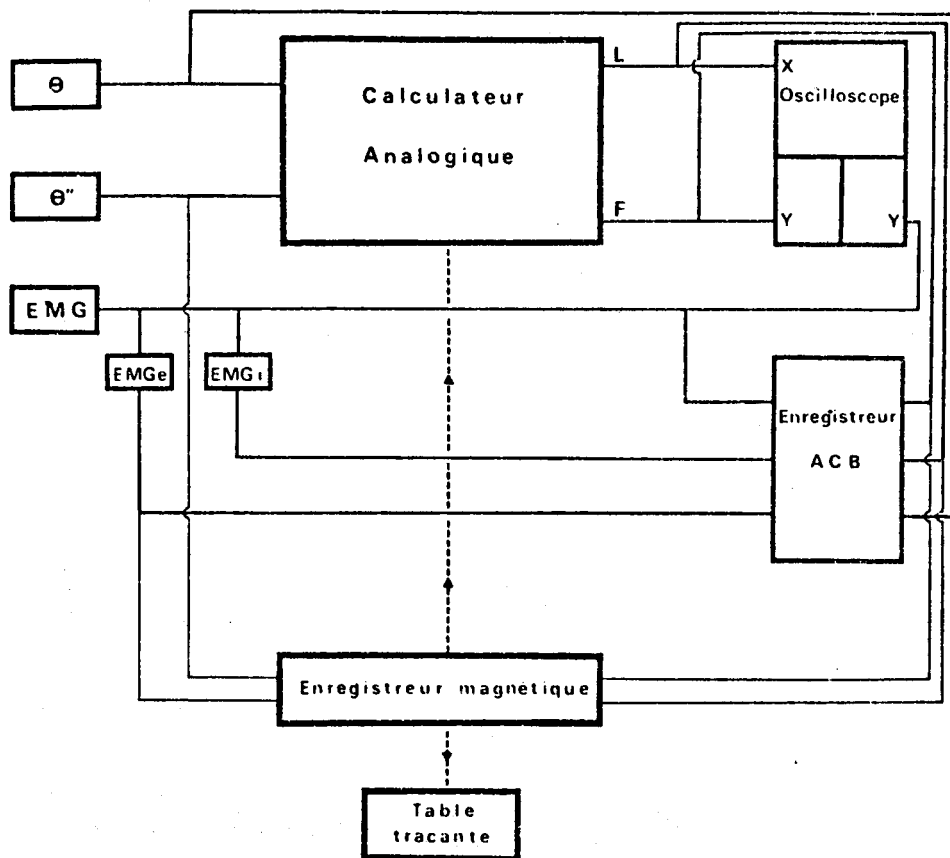 Θ
Calculateur
Analogique
L
X
Oscilloscope
Θ"
F
Y
Y
EMG
EMGe
EMGi
Enregistreur
ACB
Enregistreur magnétique
Table
tracante